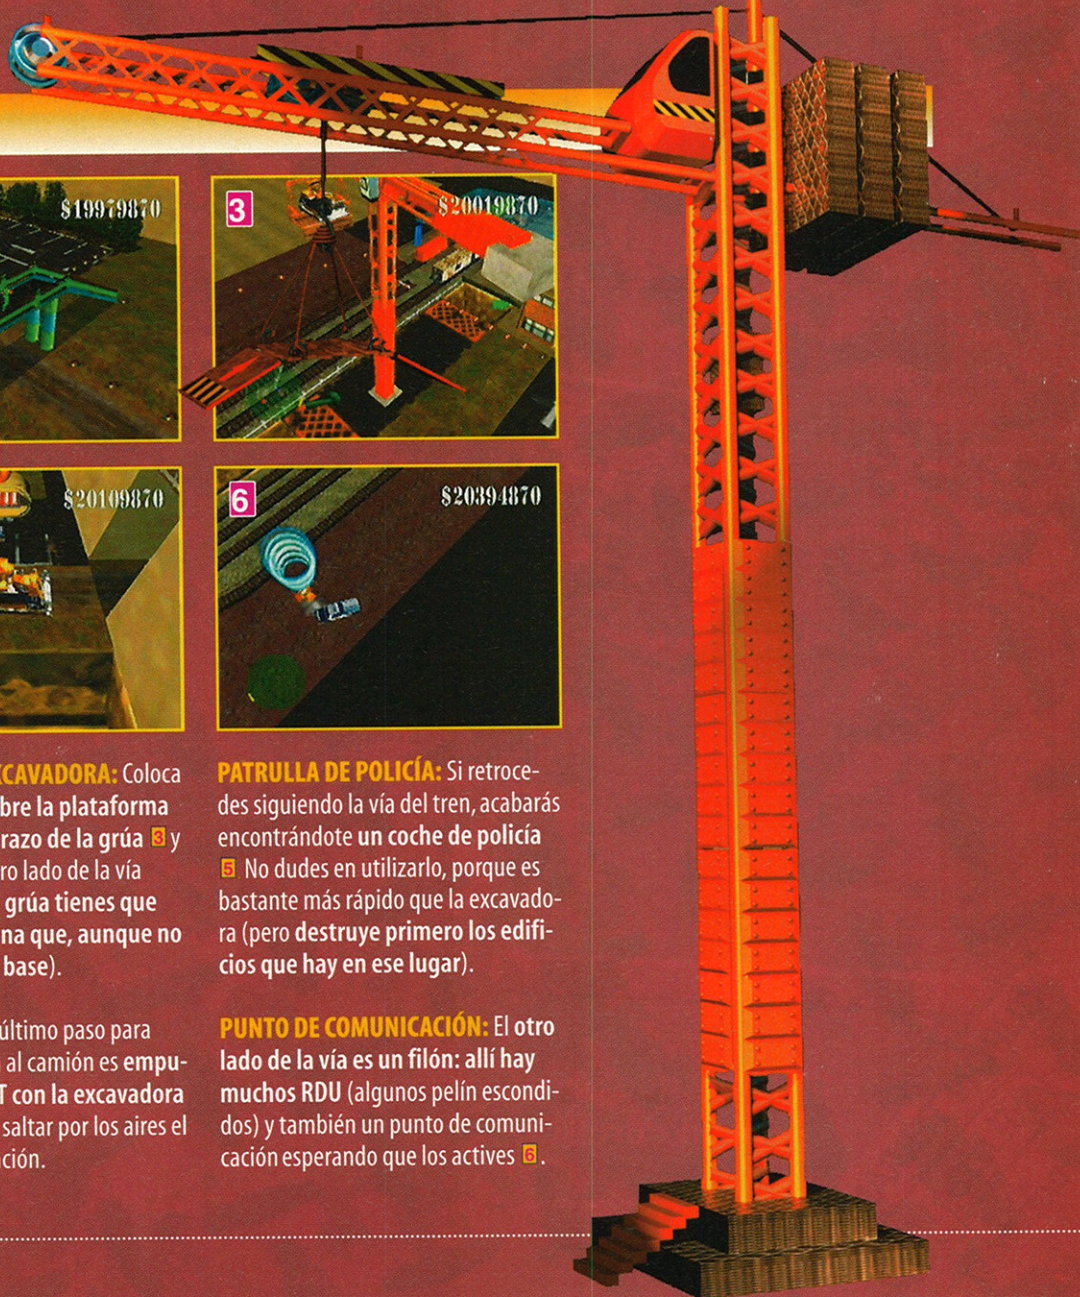 $19979870
3
$20019870
$20109870
6
$20394870
CAVADORA: Coloca
bre la plataforma
razo de la grúa 3 y
ro lado de la vía
grúa tienes que
na que, aunque no
base).
último paso para
al camión es empu-
T con la excavadora
saltar por los aires el
ción.
PATRULLA DE POLICÍA: Si retroce-
des siguiendo la vía del tren, acabarás
encontrándote un coche de policía
5 No dudes en utilizarlo, porque es
bastante más rápido que la excavado-
ra (pero destruye primero los edifi-
cios que hay en ese lugar).
PUNTO DE COMUNICACIÓN: El otro
lado de la vía es un filón: allí hay
muchos RDU (algunos pelín escondi-
dos) y también un punto de comuni-
cación esperando que los actives 6.